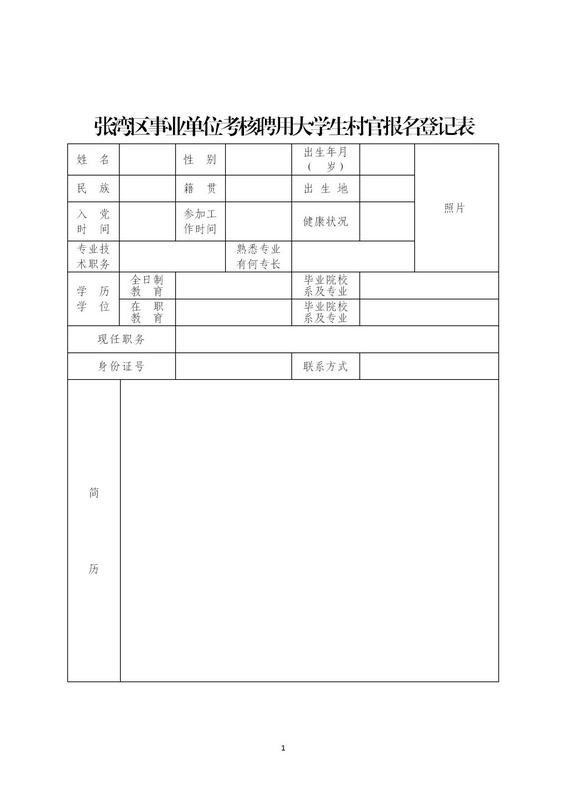 张湾区事业单位考核聘用大学生村官报名登记表
姓 名 性 别 出生年月
( 岁) 照片
民 族 籍 贯 出 生 地
入 党
时 间 参加工
作时间 健康状况
专业技
术职务 熟悉专业
有何专长
学 历
学 位 全日制
教 育 毕业院校
系及专业
在 职
教 育 毕业院校
系及专业
现任职务
身份证号 联系方式
简
历
1